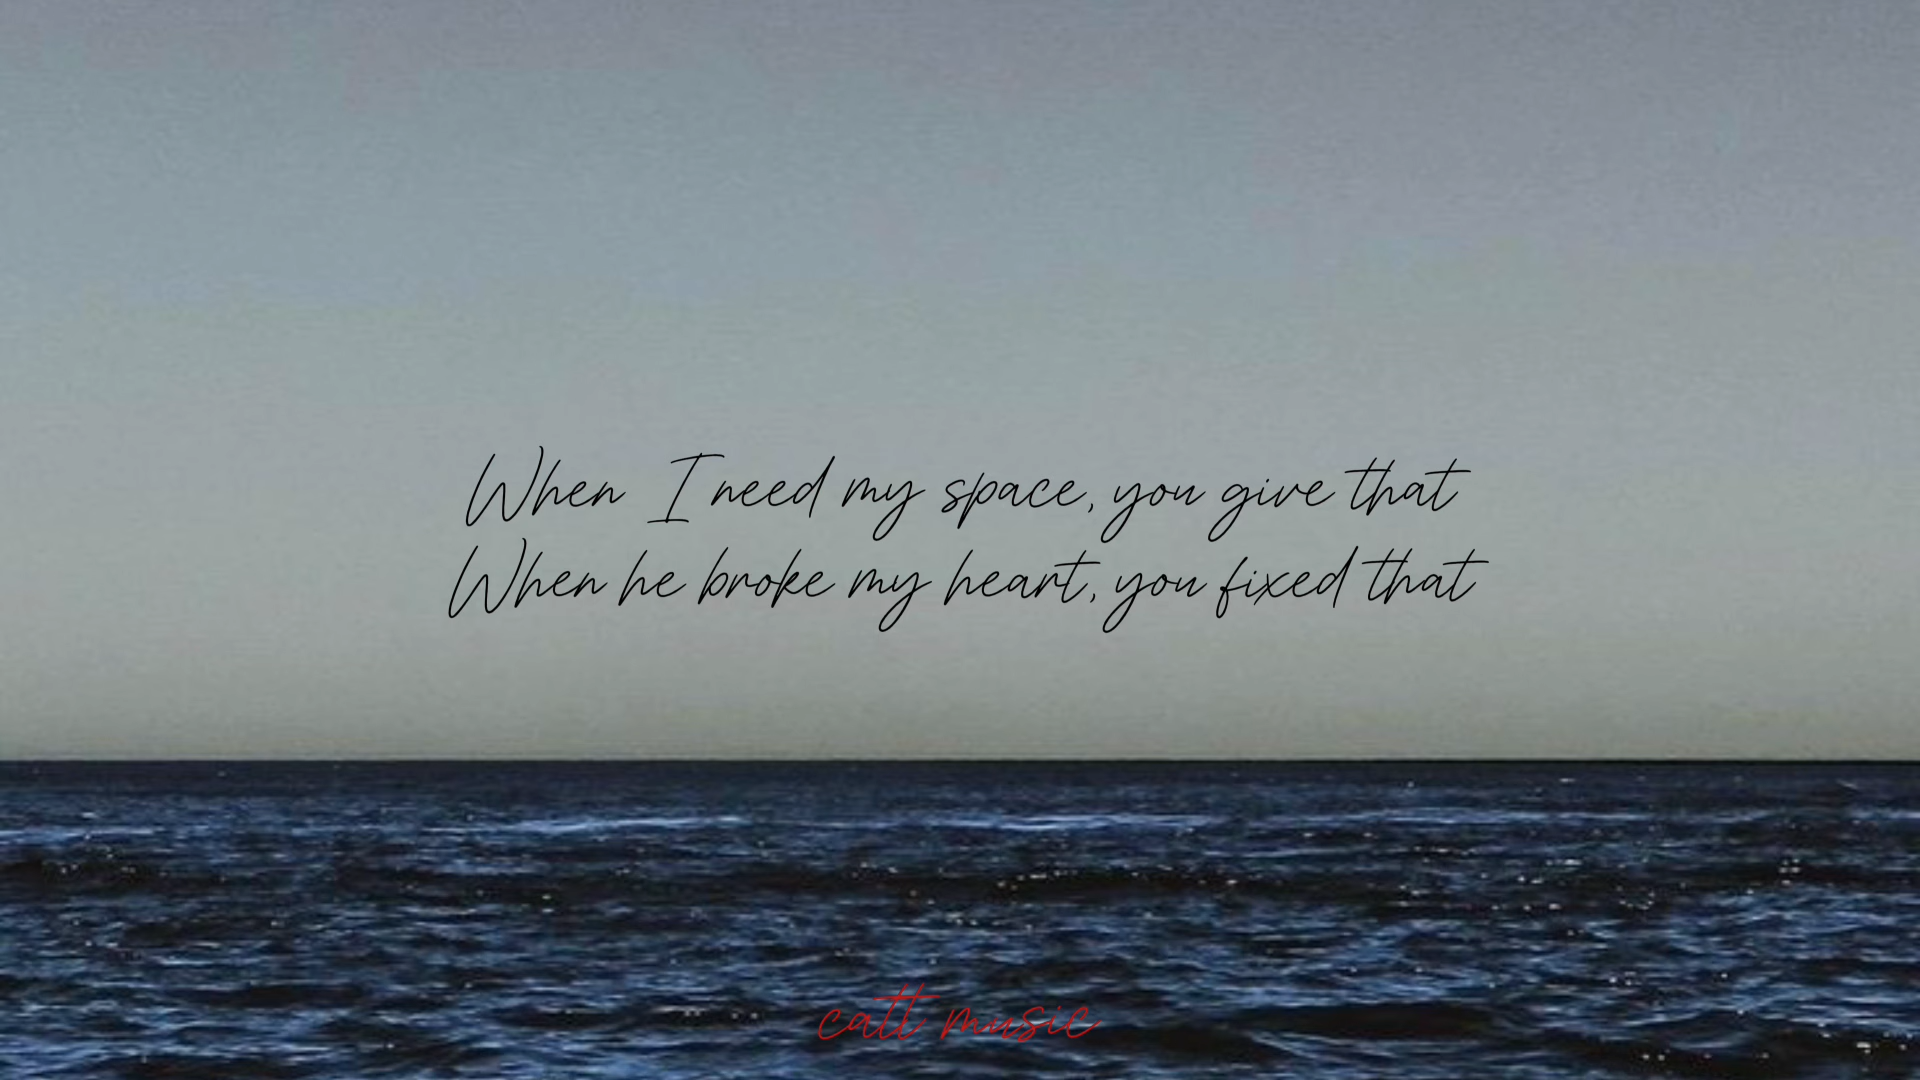 When I need my space, you give that
When he broke my heart, you fixed that
catt music